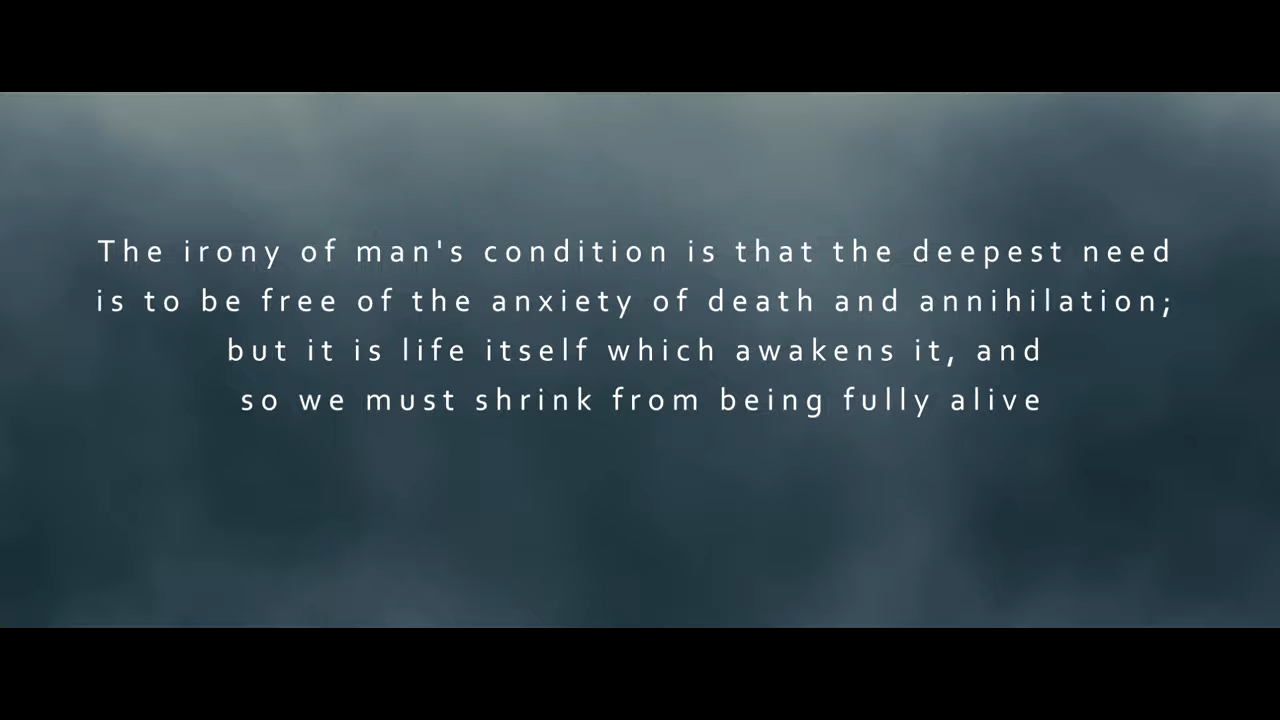 The irony of man's condition is that the deepest need
is to be free of the anxiety of death and annihilation;
but it is life itself which awakens it, and
so we must shrink from being fully alive